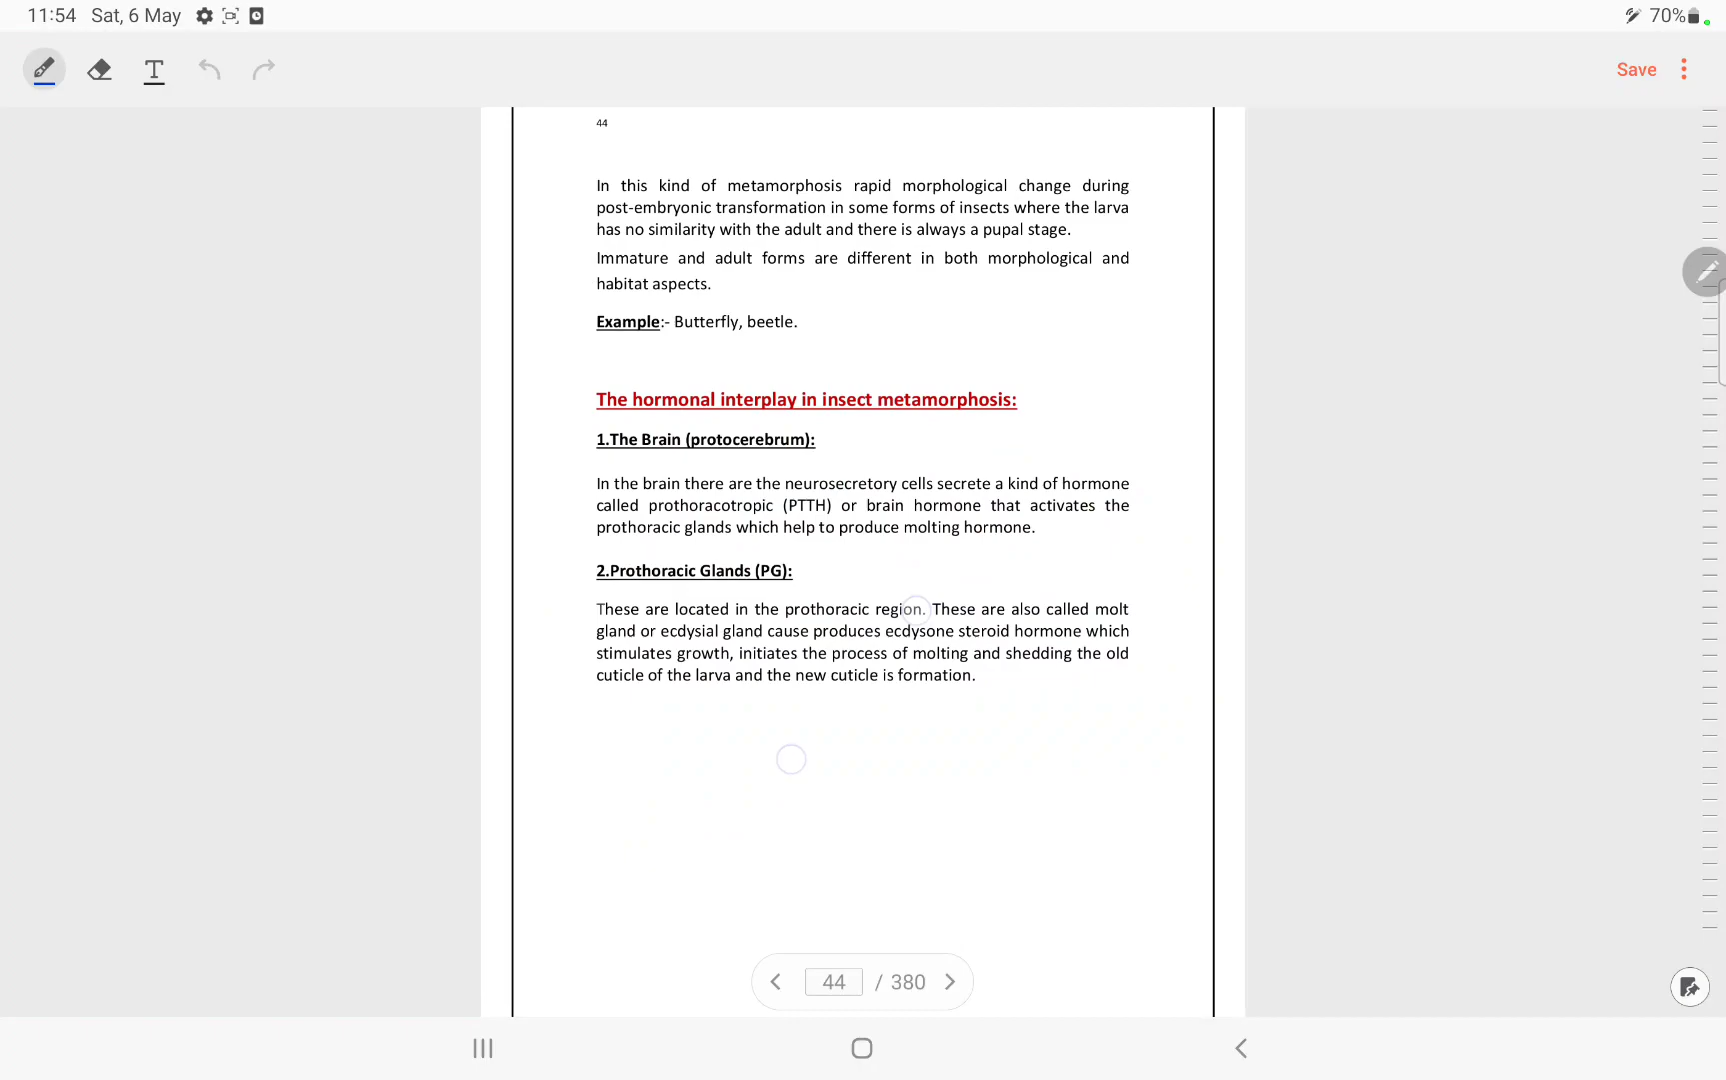 11:54 Sat, 6 May
70%
T
Save
44
In this kind of metamorphosis rapid morphological change during
post-embryonic transformation in some forms of insects where the larva
has no similarity with the adult and there is always a pupal stage.
Immature and adult forms are different in both morphological and
habitat aspects.
Example:- Butterfly, beetle.
The hormonal interplay in insect metamorphosis:
1.The Brain (protocerebrum):
In the brain there are the neurosecretory cells secrete a kind of hormone
called prothoracotropic (PTTH) or brain hormone that activates the
prothoracic glands which help to produce molting hormone.
2.Prothoracic Glands (PG):
These are located in the prothoracic region. These are also called molt
gland or ecdysial gland cause produces ecdysone steroid hormone which
stimulates growth, initiates the process of molting and shedding the old
cuticle of the larva and the new cuticle is formation.
44 / 380